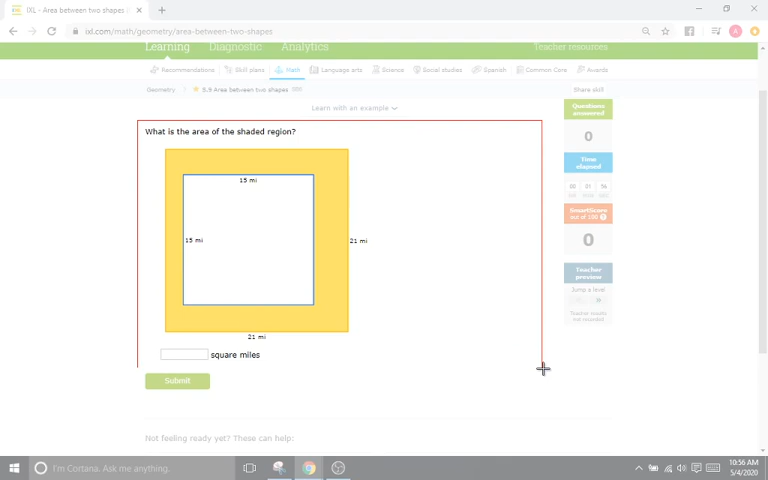 IXL - Area between two shapes
ixl.com/math/geometry/area-between-two-shapes
A
Learning Diagnostic Analytics Teacher resources
Recommendations Skill plans Math Language arts Science Social studies Spanish Common Core Awards
Geometry S.9 Area between two shapes Share skill
Learn with an example
Questions answered
0
Time elapsed
00 01 56
SmartScore out of 100 ?
0
Teacher preview
Jump a level
Teacher results not recorded
What is the area of the shaded region?
15 mi
15 mi
21 mi
21 mi
square miles
Submit
Not feeling ready yet? These can help:
I'm Cortana. Ask me anything.
10:56 AM
5/4/2020